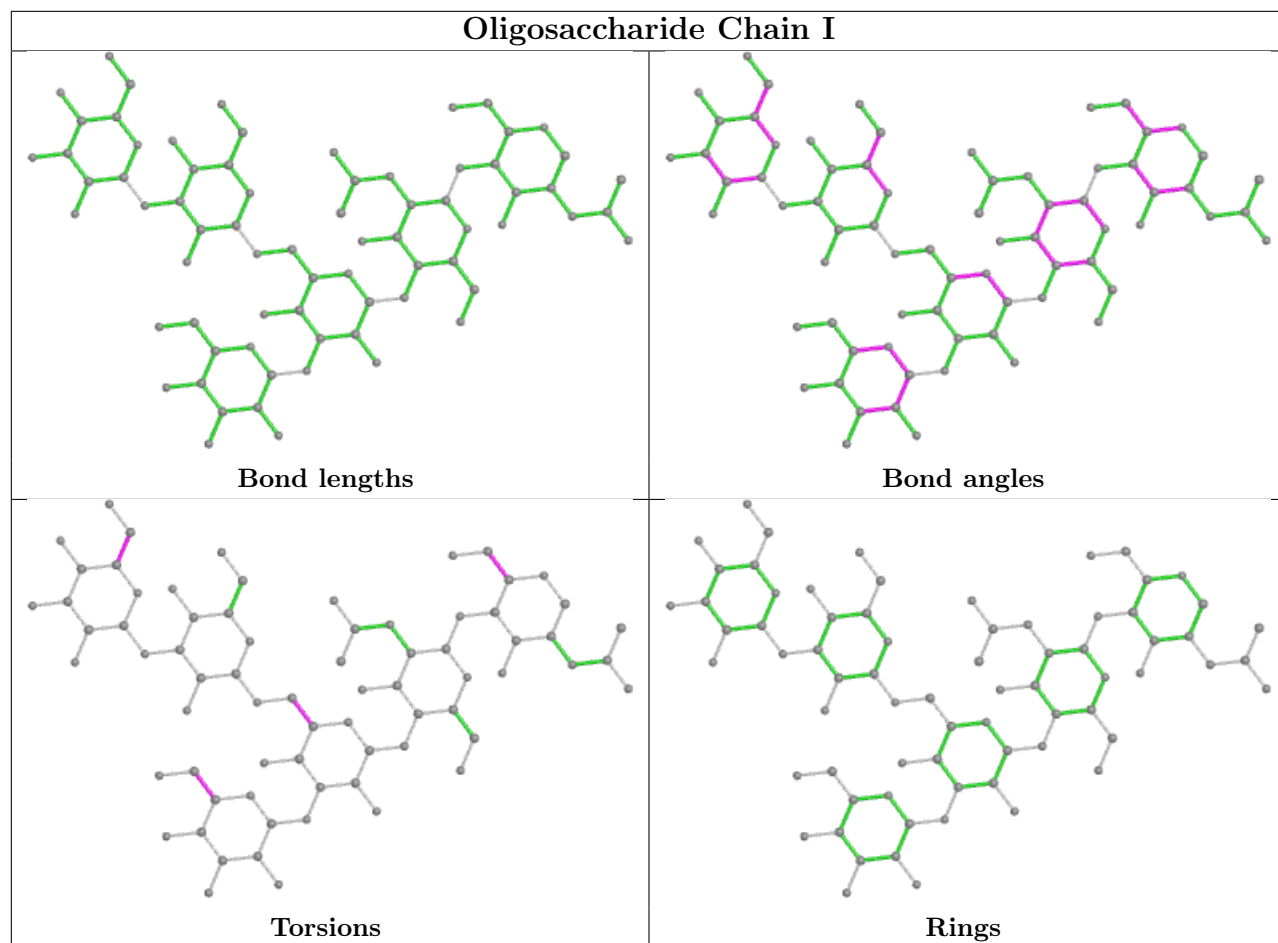 Oligosaccharide Chain I
Bond lengths
Bond angles
Torsions
Rings